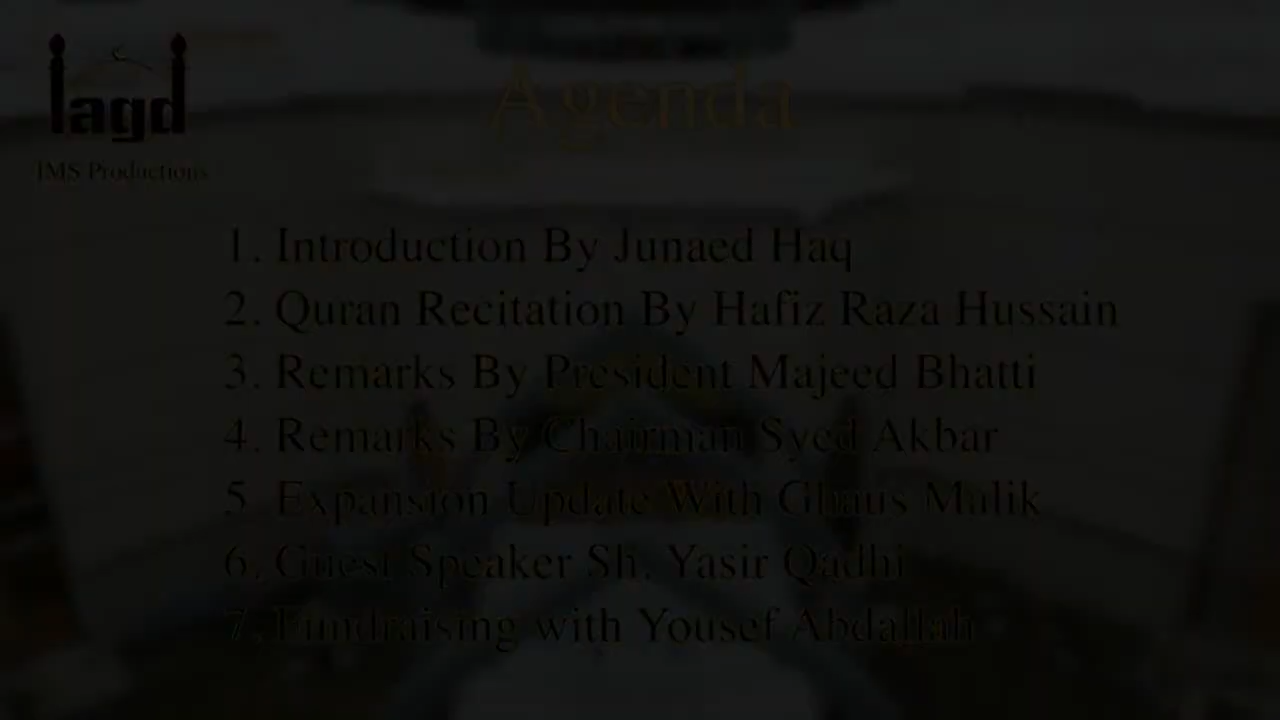 Iagd
IMS Productions
Agenda
1. Introduction By Junaed Haq
2. Quran Recitation By Hafiz Raza Hussain
3. Remarks By President Majeed Bhatti
4. Remarks By Chairman Syed Akbar
5. Expansion Update With Ghaus Malik
6. Guest Speaker Sh. Yasir Qadhi
7. Fundraising with Yousef Abdallah